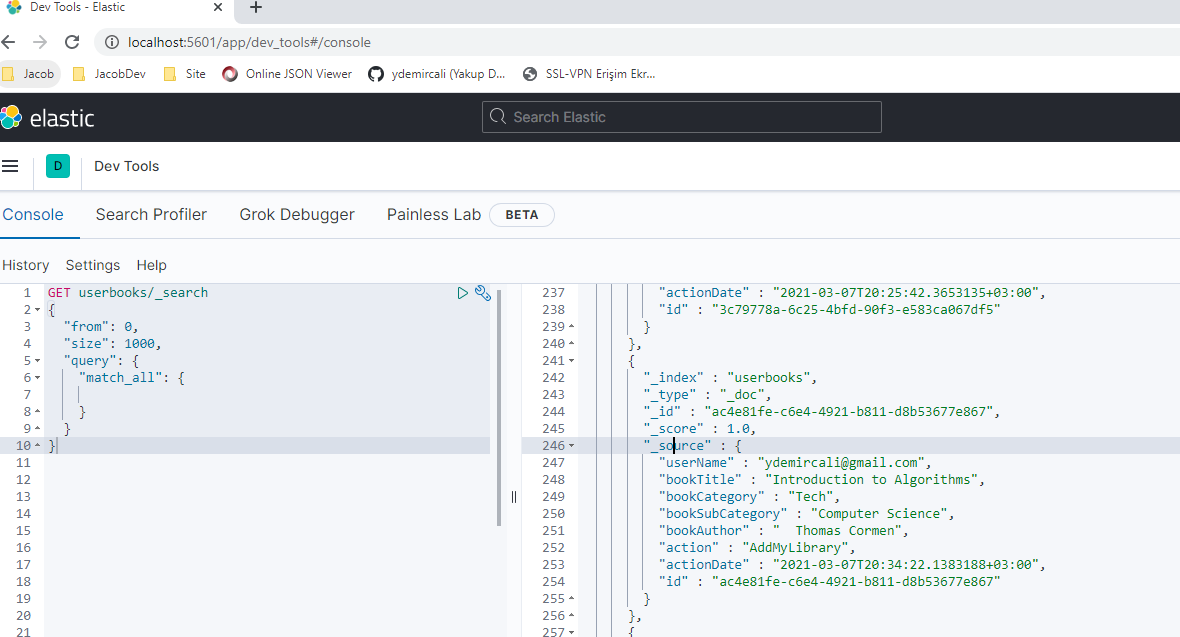 Dev Tools - Elastic
localhost:5601/app/dev_tools#/console
Jacob JacobDev Site Online JSON Viewer ydemircali (Yakup D... SSL-VPN Erişim Ekr...
elastic Search Elastic
D Dev Tools
Console Search Profiler Grok Debugger Painless Lab BETA
History Settings Help
1 GET userbooks/_search
2 {
3 "from": 0,
4 "size": 1000,
5 "query": {
6 "match_all": {
7
8 }
9 }
10 }
11
12
13
14
15
16
17
18
19
20
21
237 "actionDate" : "2021-03-07T20:25:42.3653135+03:00",
238 "id" : "3c79778a-6c25-4bfd-90f3-e583ca067df5"
239 }
240 },
241 {
242 "_index" : "userbooks",
243 "_type" : "_doc",
244 "_id" : "ac4e81fe-c6e4-4921-b811-d8b53677e867",
245 "_score" : 1.0,
246 "_source" : {
247 "userName" : "ydemircali@gmail.com",
248 "bookTitle" : "Introduction to Algorithms",
249 "bookCategory" : "Tech",
250 "bookSubCategory" : "Computer Science",
251 "bookAuthor" : "  Thomas Cormen",
252 "action" : "AddMyLibrary",
253 "actionDate" : "2021-03-07T20:34:22.1383188+03:00",
254 "id" : "ac4e81fe-c6e4-4921-b811-d8b53677e867"
255 }
256 },
257 {